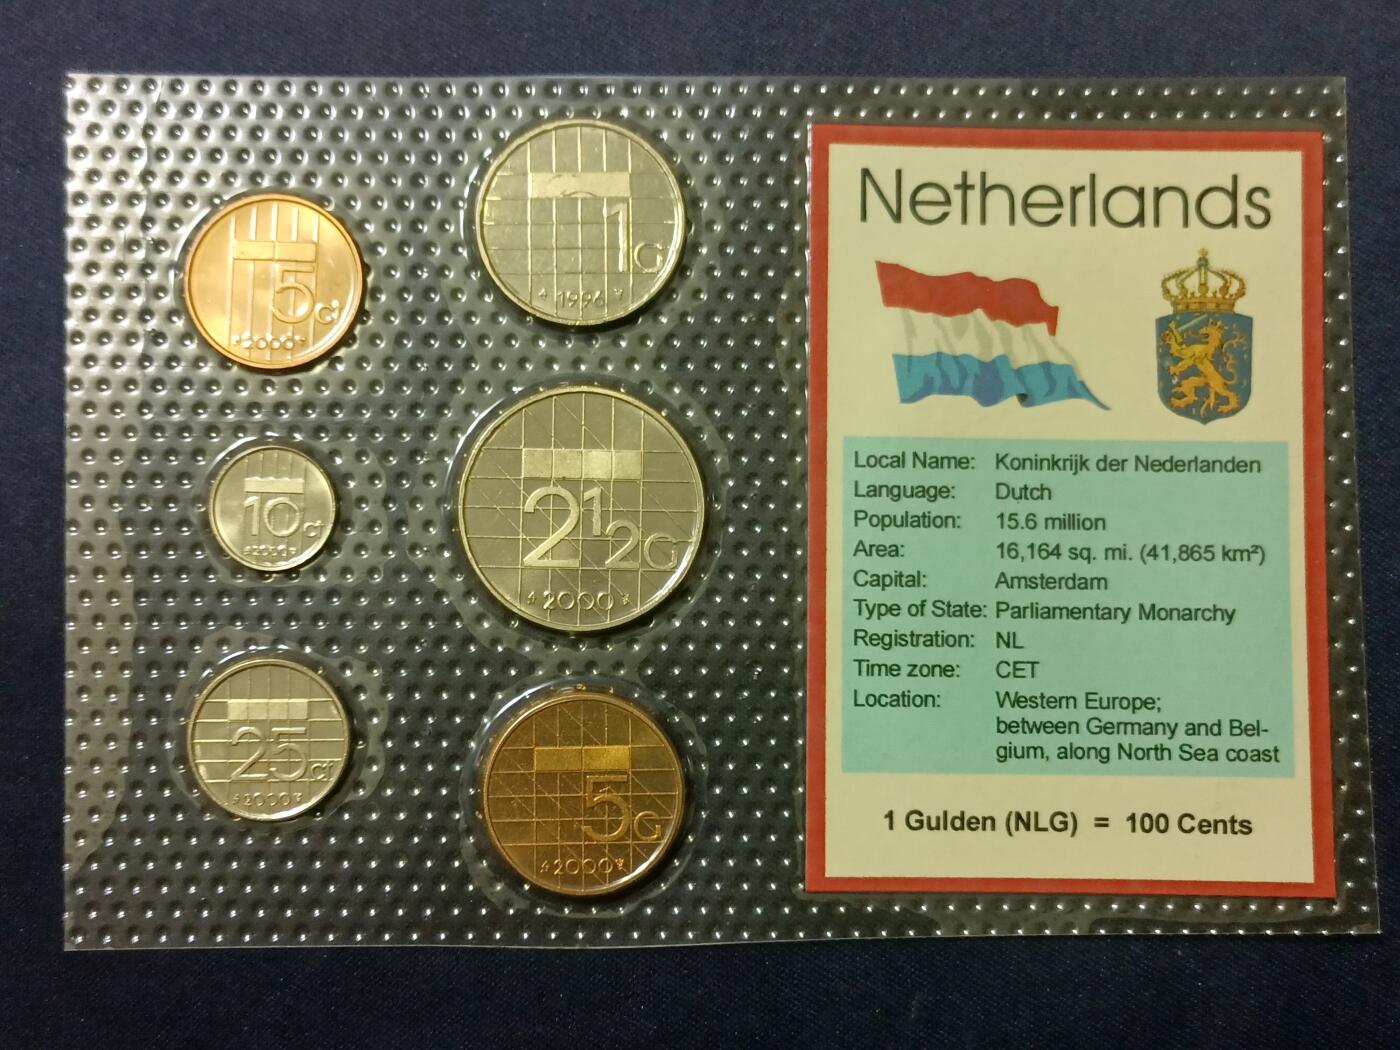 5 ct
2000
10 ct
2000
25 ct
2000
1 G
1996
2 1/2 G
2000
5 G
2000
Netherlands
Local Name: Koninkrijk der Nederlanden
Language: Dutch
Population: 15.6 million
Area: 16,164 sq. mi. (41,865 km²)
Capital: Amsterdam
Type of State: Parliamentary Monarchy
Registration: NL
Time zone: CET
Location: Western Europe;
between Germany and Bel-
gium, along North Sea coast
1 Gulden (NLG) = 100 Cents